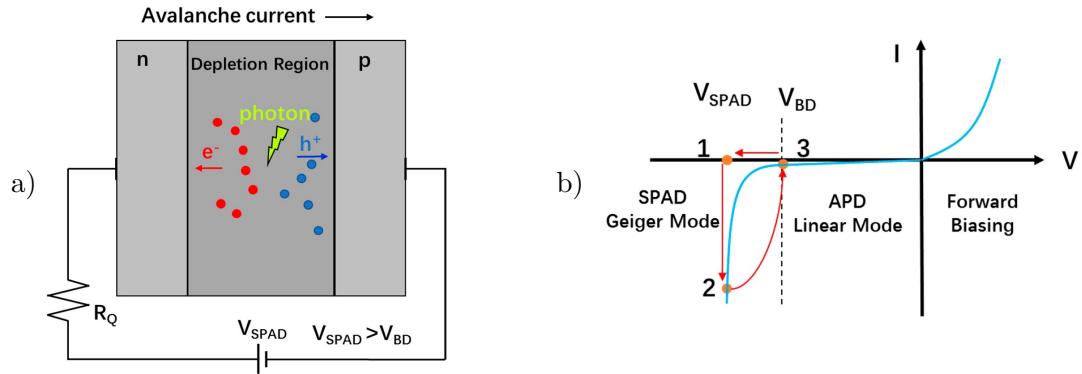 Avalanche current
n
Depletion Region
p
photon
e-
h+
a)
RQ
VSPAD
VSPAD >VBD
I
VSPAD
VBD
1
3
V
b)
SPAD
Geiger Mode
APD
Linear Mode
Forward
Biasing
2